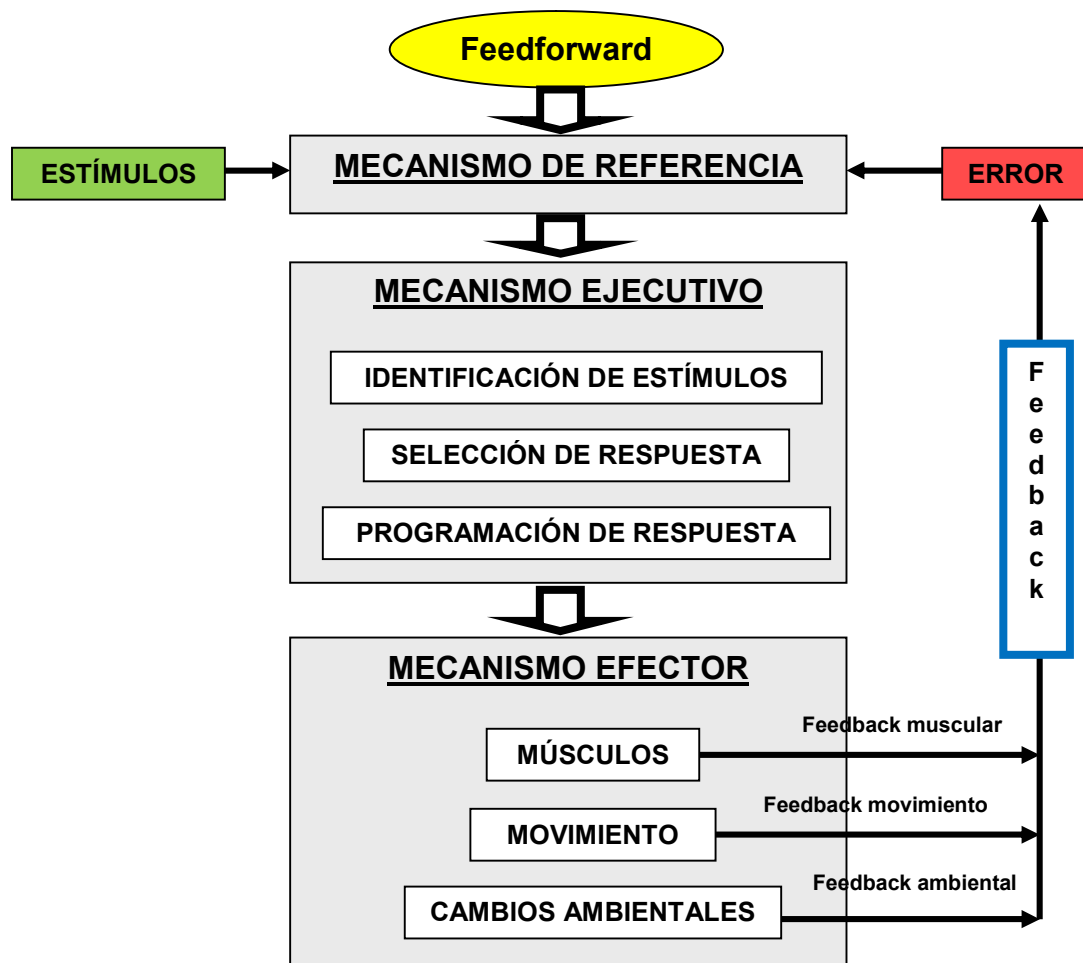 Feedforward
MECANISMO DE REFERENCIA
ESTÍMULOS
ERROR
MECANISMO EJECUTIVO
IDENTIFICACIÓN DE ESTÍMULOS
SELECCIÓN DE RESPUESTA
PROGRAMACIÓN DE RESPUESTA
Feedback
MECANISMO EFECTOR
Feedback muscular
MÚSCULOS
Feedback movimiento
MOVIMIENTO
Feedback ambiental
CAMBIOS AMBIENTALES